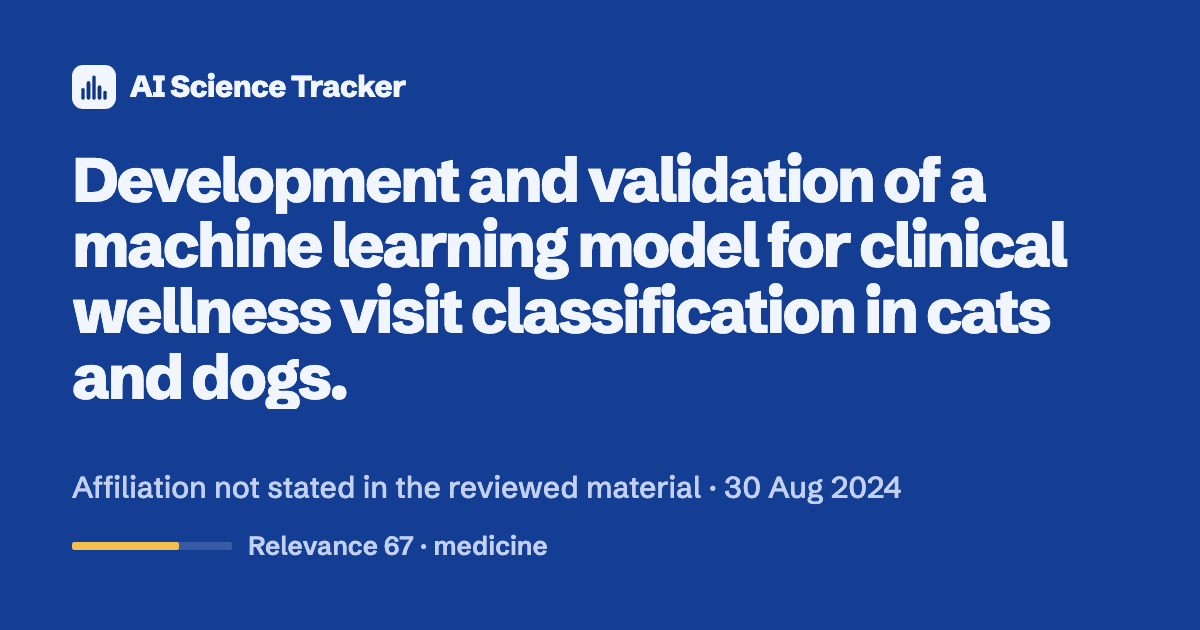 AI Science Tracker
Development and validation of a
machine learning model for clinical
wellness visit classification in cats
and dogs.
Affiliation not stated in the reviewed material · 30 Aug 2024
Relevance 67 · medicine